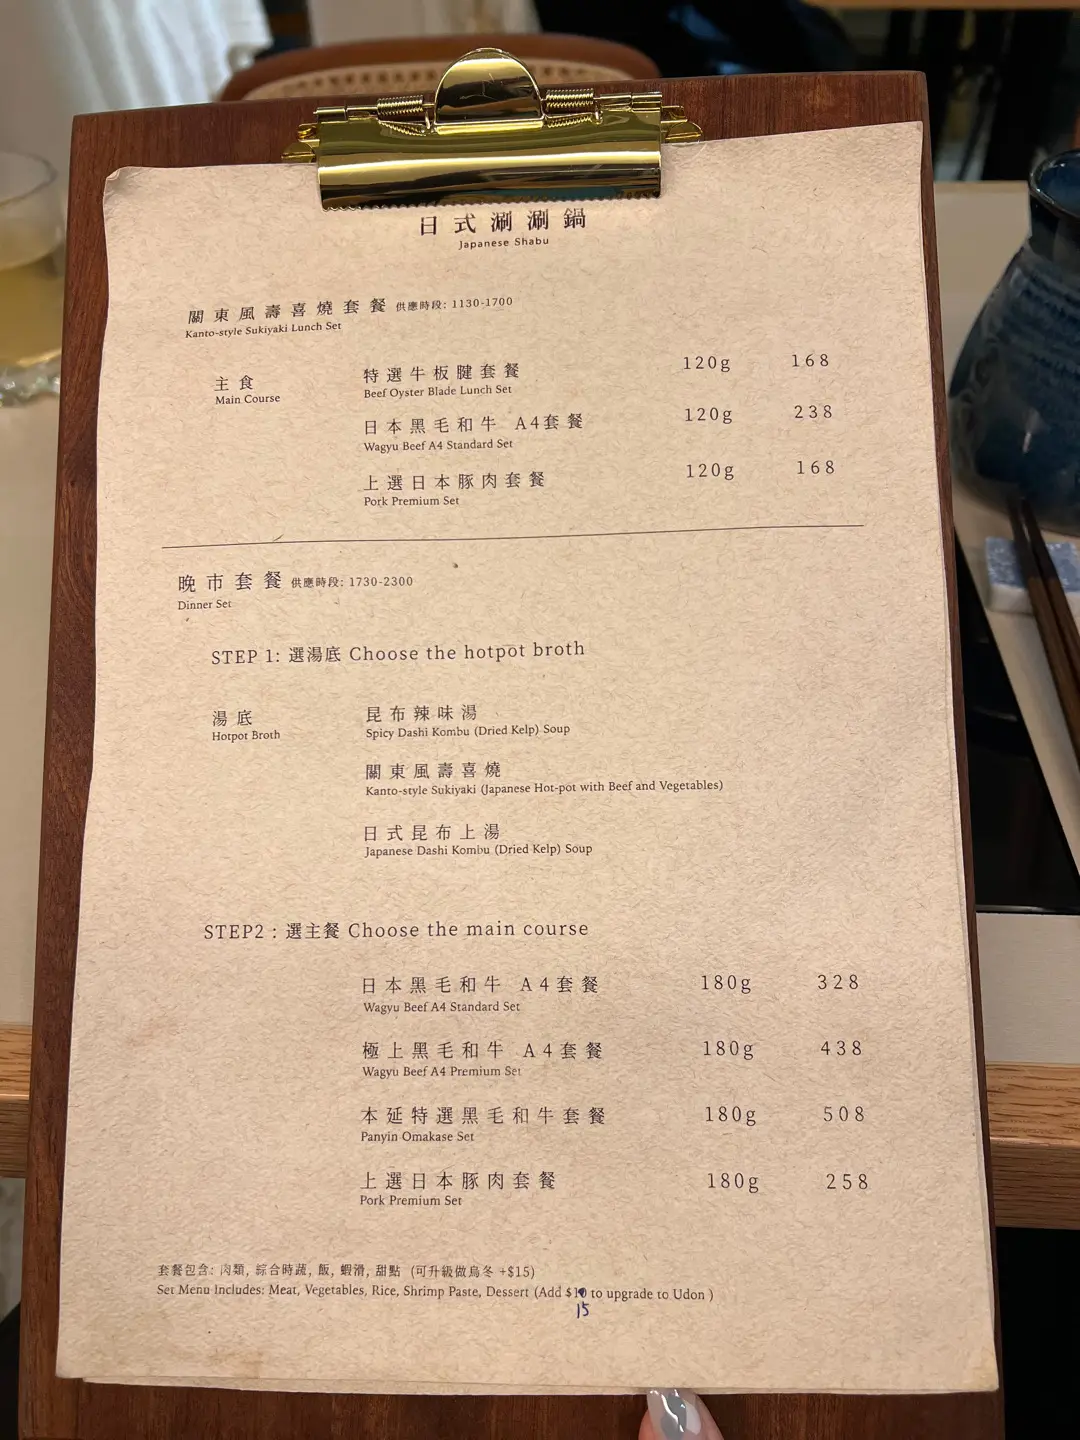 日式涮涮鍋
Japanese Shabu
關東風壽喜燒套餐 供應時段: 1130-1700
Kanto-style Sukiyaki Lunch Set
主食
Main Course
特選牛板腱套餐 120g 168
Beef Oyster Blade Lunch Set
日本黑毛和牛 A4套餐 120g 238
Wagyu Beef A4 Standard Set
上選日本豚肉套餐 120g 168
Pork Premium Set
晚市套餐 供應時段: 1730-2300
Dinner Set
STEP 1: 選湯底 Choose the hotpot broth
湯底
Hotpot Broth
昆布辣味湯
Spicy Dashi Kombu (Dried Kelp) Soup
關東風壽喜燒
Kanto-style Sukiyaki (Japanese Hot-pot with Beef and Vegetables)
日式昆布上湯
Japanese Dashi Kombu (Dried Kelp) Soup
STEP2 : 選主餐 Choose the main course
日本黑毛和牛 A4套餐 180g 328
Wagyu Beef A4 Standard Set
極上黑毛和牛 A4套餐 180g 438
Wagyu Beef A4 Premium Set
本延特選黑毛和牛套餐 180g 508
Panyin Omakase Set
上選日本豚肉套餐 180g 258
Pork Premium Set
套餐包含: 肉類, 綜合時蔬, 飯, 蝦滑, 甜點 (可升級做烏冬 +$15)
Set Menu Includes: Meat, Vegetables, Rice, Shrimp Paste, Dessert (Add $10 to upgrade to Udon )
15